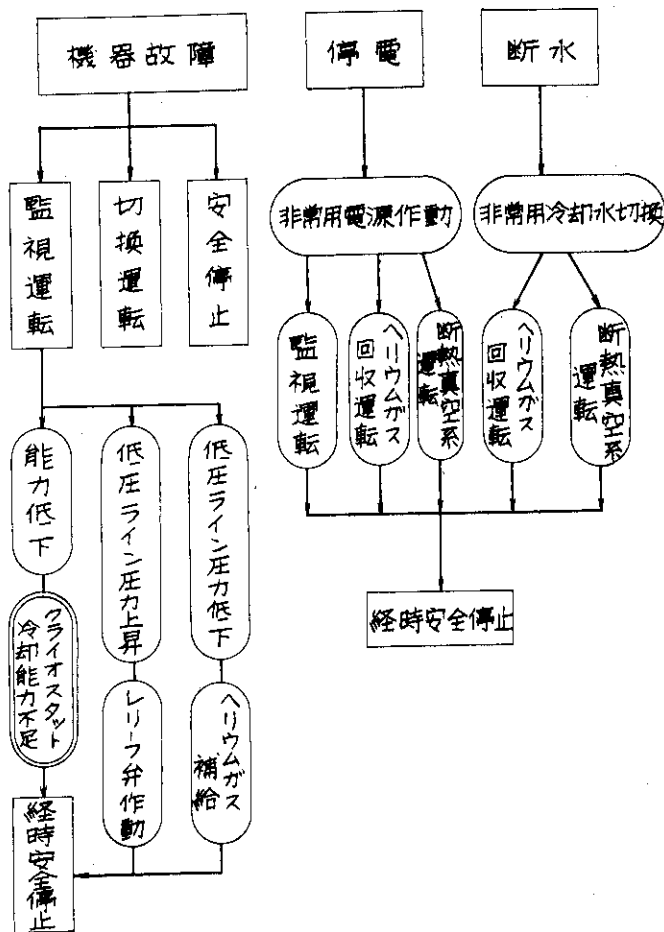 機器故障
停電
断水
監視運転
切換運転
安全停止
非常用電源作動
非常用冷却水切換
監視運転
ヘリウムガス
回収運転
断熱真空系
運転
ヘリウムガス
回収運転
断熱真空系
運転
能力低下
低圧ライン圧力上昇
低圧ライン圧力低下
経時安全停止
クライオスタット
冷却能力不足
レリーフ弁作動
ヘリウムガス
補給
経時安全停止